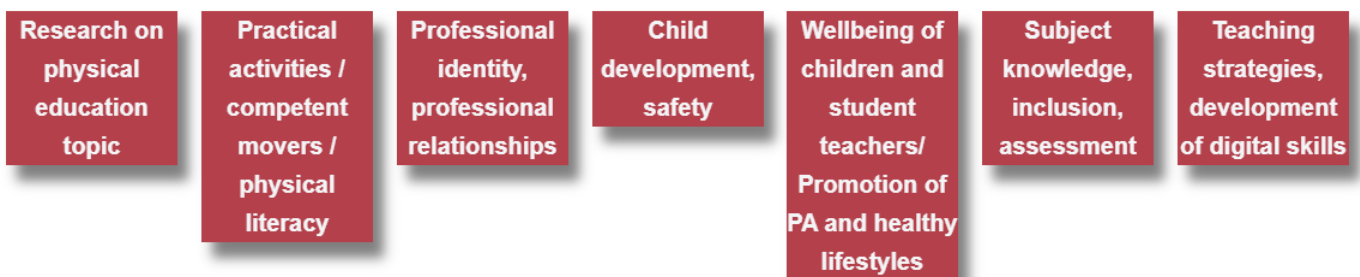 Research on
physical
education
topic
Practical
activities /
competent
movers /
physical
literacy
Professional
identity,
professional
relationships
Child
development,
safety
Wellbeing of
children and
student
teachers/
Promotion of
PA and healthy
lifestyles
Subject
knowledge,
inclusion,
assessment
Teaching
strategies,
development
of digital skills